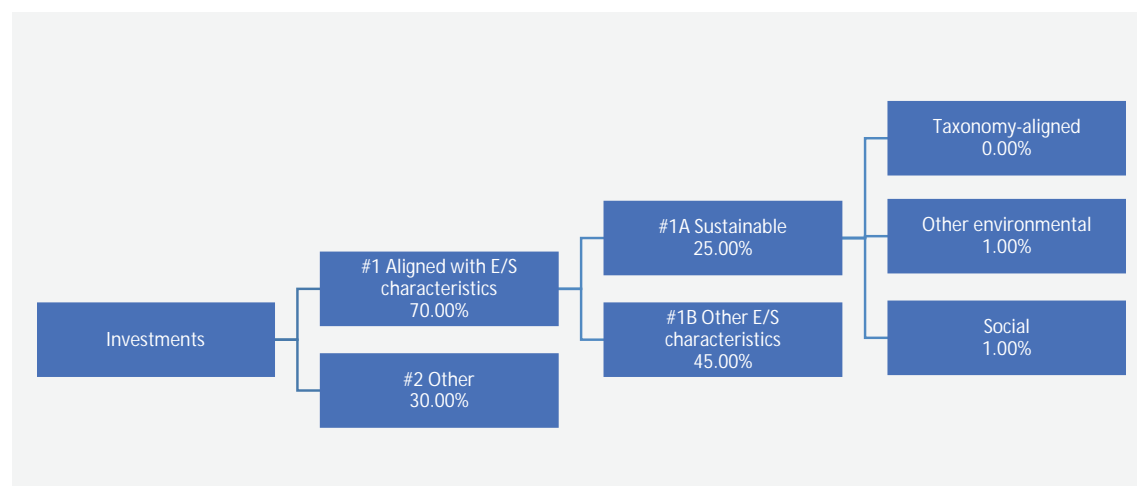 Investments
#1 Aligned with E/S
characteristics
70.00%
#2 Other
30.00%
#1A Sustainable
25.00%
#1B Other E/S
characteristics
45.00%
Taxonomy-aligned
0.00%
Other environmental
1.00%
Social
1.00%